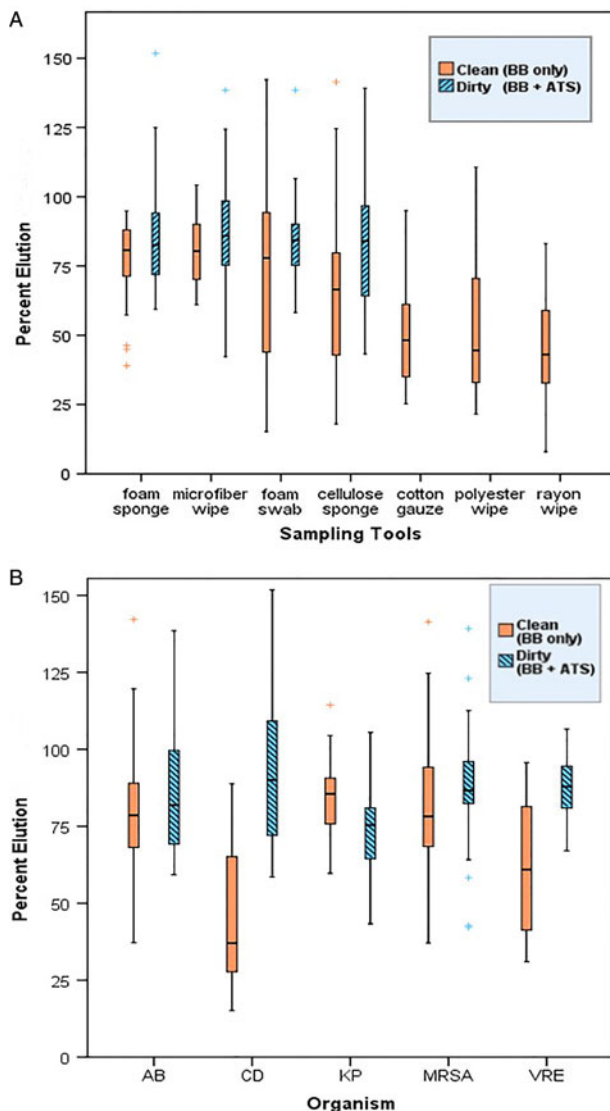 A
150
125
100
75
50
25
0
Percent Elution
Clean (BB only)
Dirty (BB + ATS)
foam sponge
microfiber wipe
foam swab
cellulose sponge
cotton gauze
polyester wipe
rayon wipe
Sampling Tools
B
150
125
100
75
50
25
0
Percent Elution
Clean
(BB only)
Dirty
(BB + ATS)
AB CD KP MRSA VRE
Organism